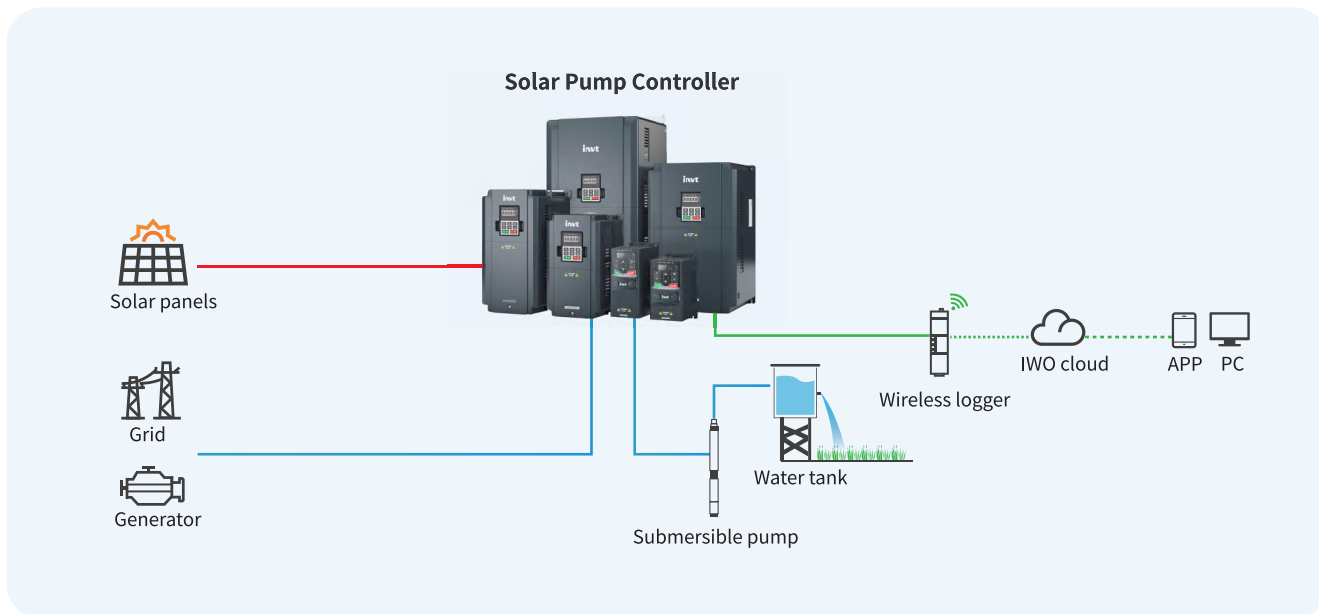 Solar Pump Controller
invt
invt
invt
invt
invt
Solar panels
Grid
Generator
Submersible pump
Water tank
Wireless logger
IWO cloud
APP
PC